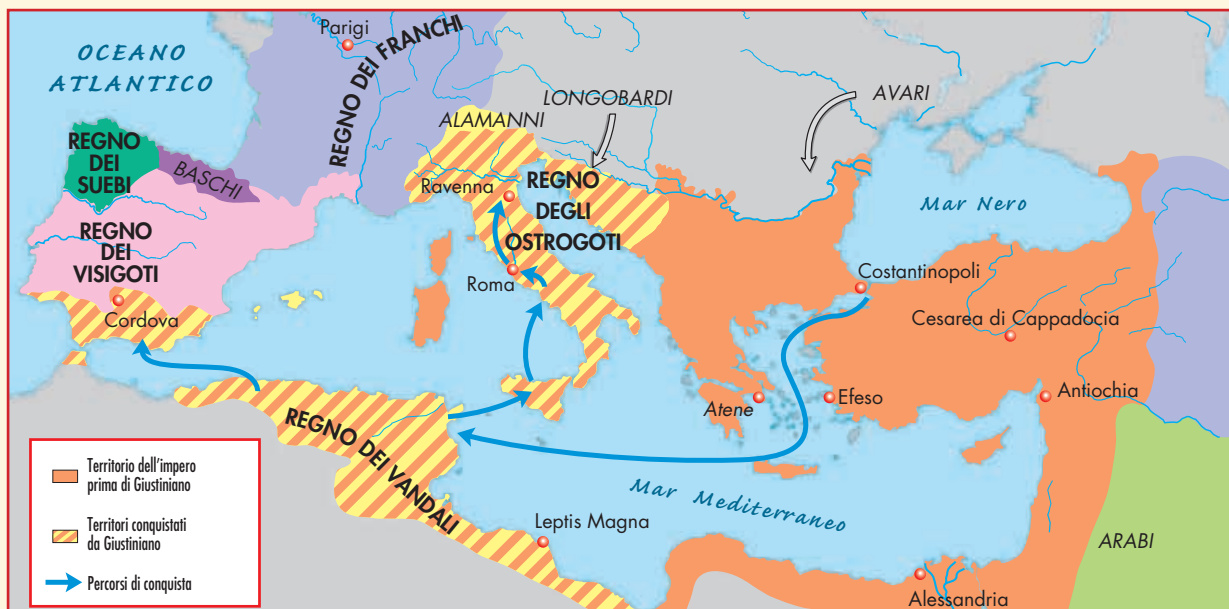 Parigi
OCEANO
ATLANTICO
REGNO DEI FRANCHI
LONGOBARDI
AVARI
ALAMANNI
REGNO
DEI
SUEBI
BASCHI
Ravenna
REGNO
DEGLI
OSTROGOTI
Mar Nero
REGNO
DEI
VISIGOTI
Roma
Costantinopoli
Cordova
Cesarea di Cappadocia
Atene
Efeso
Antiochia
REGNO DEI VANDALI
Mar Mediterraneo
Leptis Magna
ARABI
Alessandria
Territorio dell'impero
prima di Giustiniano
Territori conquistati
da Giustiniano
Percorsi di conquista